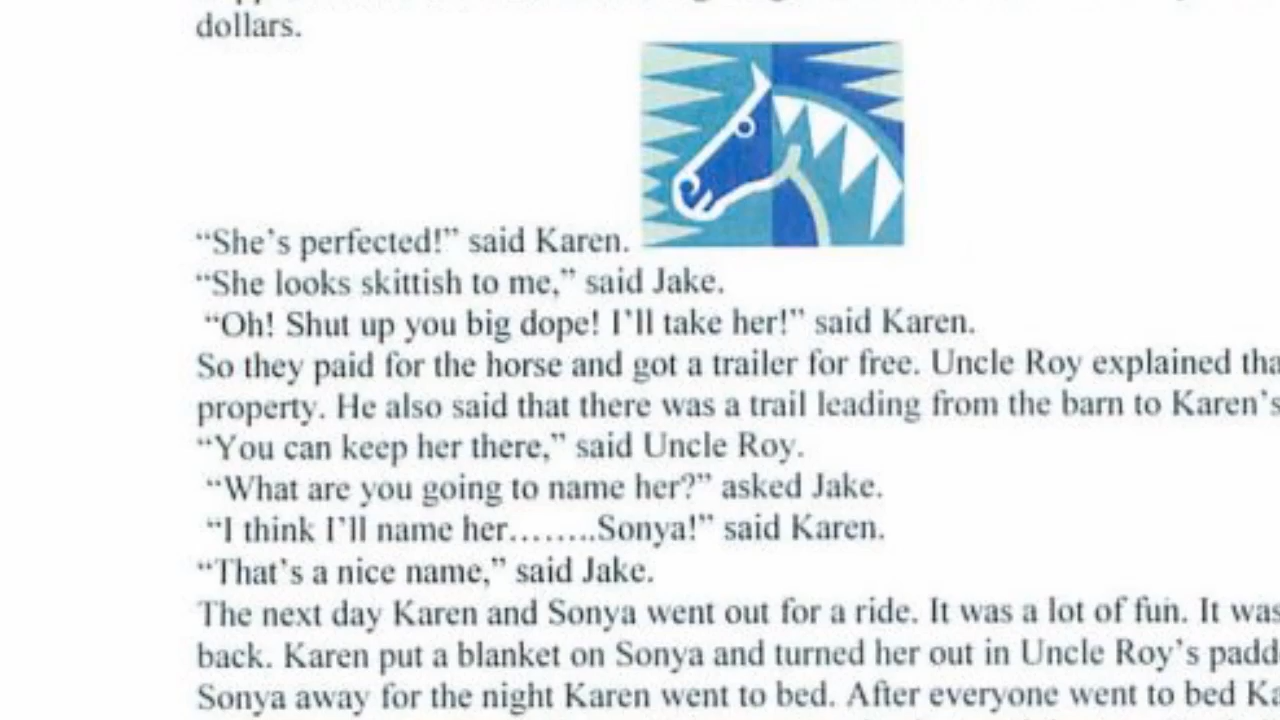 dollars.
“She’s perfected!” said Karen.
“She looks skittish to me,” said Jake.
“Oh! Shut up you big dope! I’ll take her!” said Karen.
So they paid for the horse and got a trailer for free. Uncle Roy explained tha
property. He also said that there was a trail leading from the barn to Karen’s
“You can keep her there,” said Uncle Roy.
“What are you going to name her?” asked Jake.
“I think I’ll name her……..Sonya!” said Karen.
“That’s a nice name,” said Jake.
The next day Karen and Sonya went out for a ride. It was a lot of fun. It was
back. Karen put a blanket on Sonya and turned her out in Uncle Roy’s padd
Sonya away for the night Karen went to bed. After everyone went to bed Ka